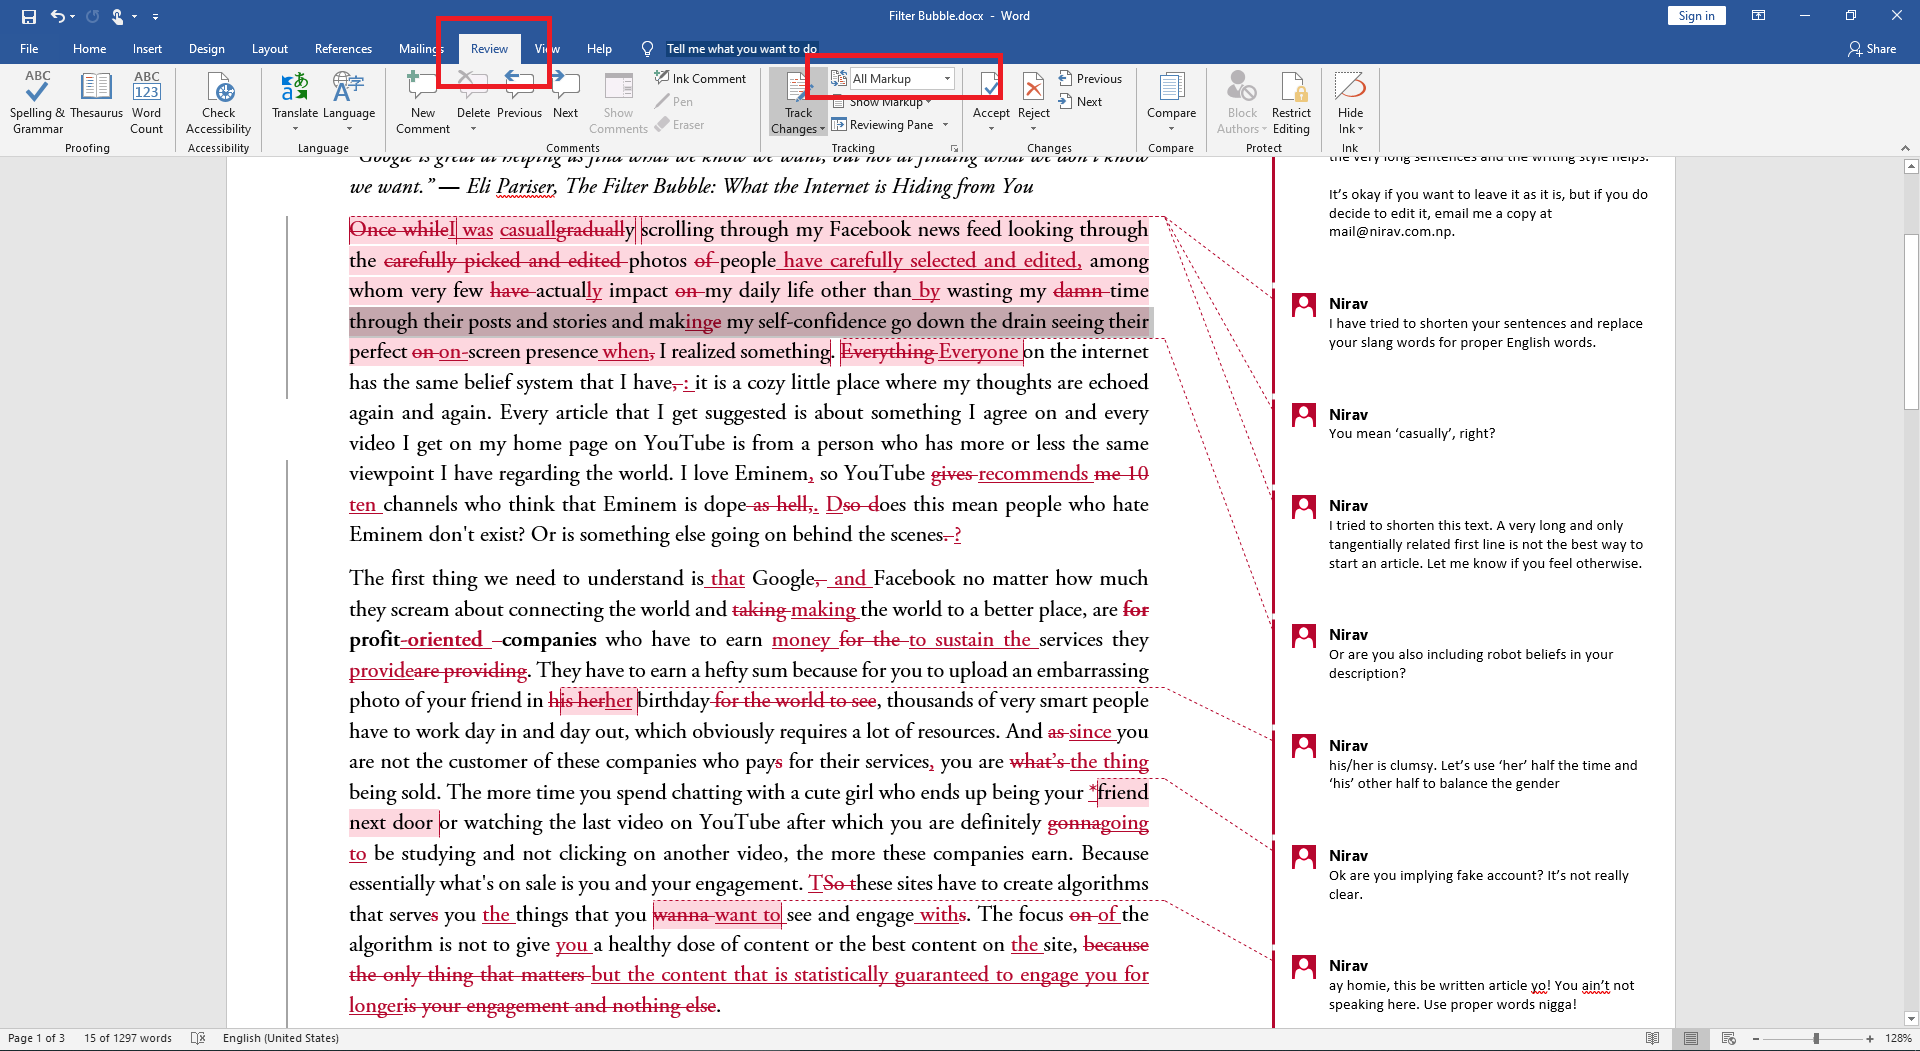 Filter Bubble.docx - Word
Sign in
File Home Insert Design Layout References Mailings Review View Help Tell me what you want to do
Share
ABC
Spelling & Grammar
Thesaurus
ABC
123
Word Count
Proofing
Check Accessibility
Accessibility
Translate
Language
Language
New Comment
Delete
Previous
Next
Show Comments
Ink Comment
Pen
Eraser
Comments
Track Changes
All Markup
Show Markup
Reviewing Pane
Tracking
Accept
Reject
Previous
Next
Changes
Compare
Compare
Block Authors
Restrict Editing
Protect
Hide Ink
Ink
"Google is great at helping us find what we know we want, but not at finding what we don't know
we want.” — Eli Pariser, The Filter Bubble: What the Internet is Hiding from You
Once whileI was casuallgradually scrolling through my Facebook news feed looking through
the carefully picked and edited photos of people have carefully selected and edited, among
whom very few have actually impact on my daily life other than by wasting my damn time
through their posts and stories and makinge my self-confidence go down the drain seeing their
perfect on on-screen presence when, I realized something. Everything Everyone on the internet
has the same belief system that I have, : it is a cozy little place where my thoughts are echoed
again and again. Every article that I get suggested is about something I agree on and every
video I get on my home page on YouTube is from a person who has more or less the same
viewpoint I have regarding the world. I love Eminem, so YouTube gives recommends me 10
ten channels who think that Eminem is dope as hell,. Dso does this mean people who hate
Eminem don't exist? Or is something else going on behind the scenes. ?
The first thing we need to understand is that Google, and Facebook no matter how much
they scream about connecting the world and taking making the world to a better place, are for
profit-oriented companies who have to earn money for the to sustain the services they
provideare providing. They have to earn a hefty sum because for you to upload an embarrassing
photo of your friend in his herher birthday for the world to see, thousands of very smart people
have to work day in and day out, which obviously requires a lot of resources. And as since you
are not the customer of these companies who pays for their services, you are what’s the thing
being sold. The more time you spend chatting with a cute girl who ends up being your *friend
next door or watching the last video on YouTube after which you are definitely gonnagoing
to be studying and not clicking on another video, the more these companies earn. Because
essentially what's on sale is you and your engagement. TSo these sites have to create algorithms
that serves you the things that you wanna want to see and engage withs. The focus on of the
algorithm is not to give you a healthy dose of content or the best content on the site, because
the only thing that matters but the content that is statistically guaranteed to engage you for
longeris your engagement and nothing else.
the very long sentences and the writing style helps.
It’s okay if you want to leave it as it is, but if you do
decide to edit it, email me a copy at
mail@nirav.com.np.
Nirav
I have tried to shorten your sentences and replace
your slang words for proper English words.
Nirav
You mean ‘casually’, right?
Nirav
I tried to shorten this text. A very long and only
tangentially related first line is not the best way to
start an article. Let me know if you feel otherwise.
Nirav
Or are you also including robot beliefs in your
description?
Nirav
his/her is clumsy. Let’s use ‘her’ half the time and
‘his’ other half to balance the gender
Nirav
Ok are you implying fake account? It’s not really
clear.
Nirav
ay homie, this be written article yo! You ain’t not
speaking here. Use proper words nigga!
Page 1 of 3 15 of 1297 words English (United States) 128%